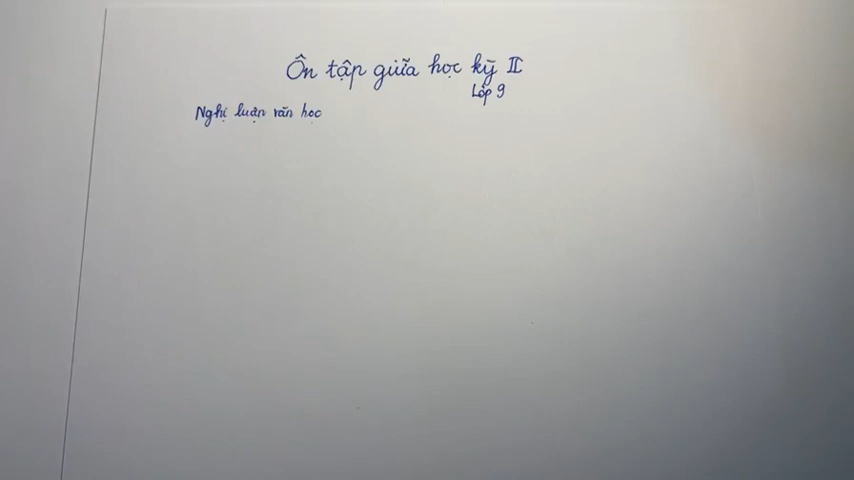 Ôn tập giữa học kỳ II
Lớp 9
Nghị luận văn học